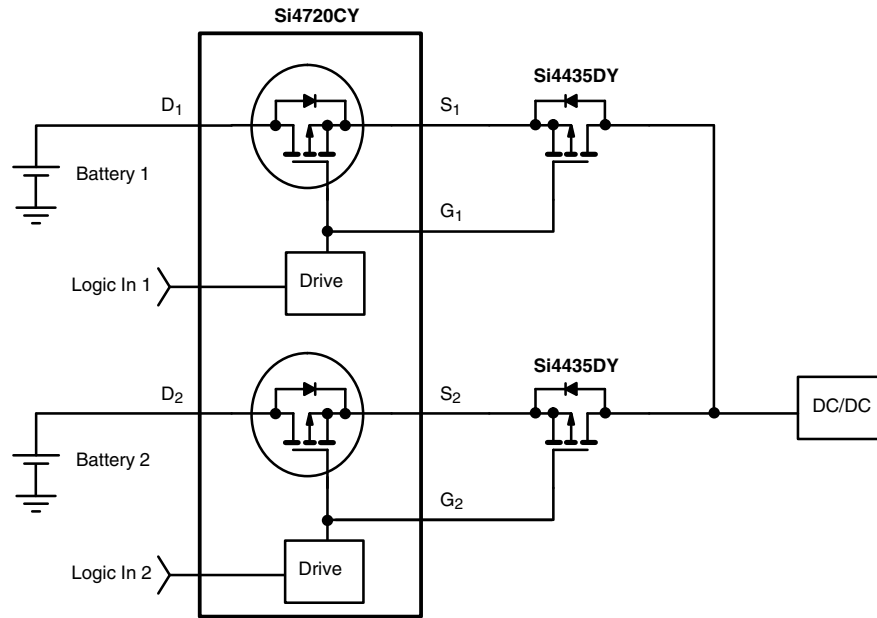 Si4720CY
Si4435DY
D1
S1
Battery 1
G1
Logic In 1
Drive
Si4435DY
D2
S2
DC/DC
Battery 2
G2
Logic In 2
Drive